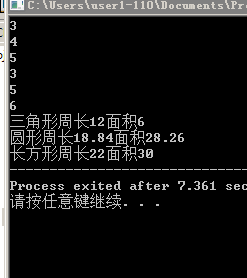 C:\Users\user1-110\Documents\Pr
3
4
5
3
5
6
三角形周长12面积6
圆形周长18.84面积28.26
长方形周长22面积30
--------------------------------
Process exited after 7.361 sec
请按任意键继续. . .